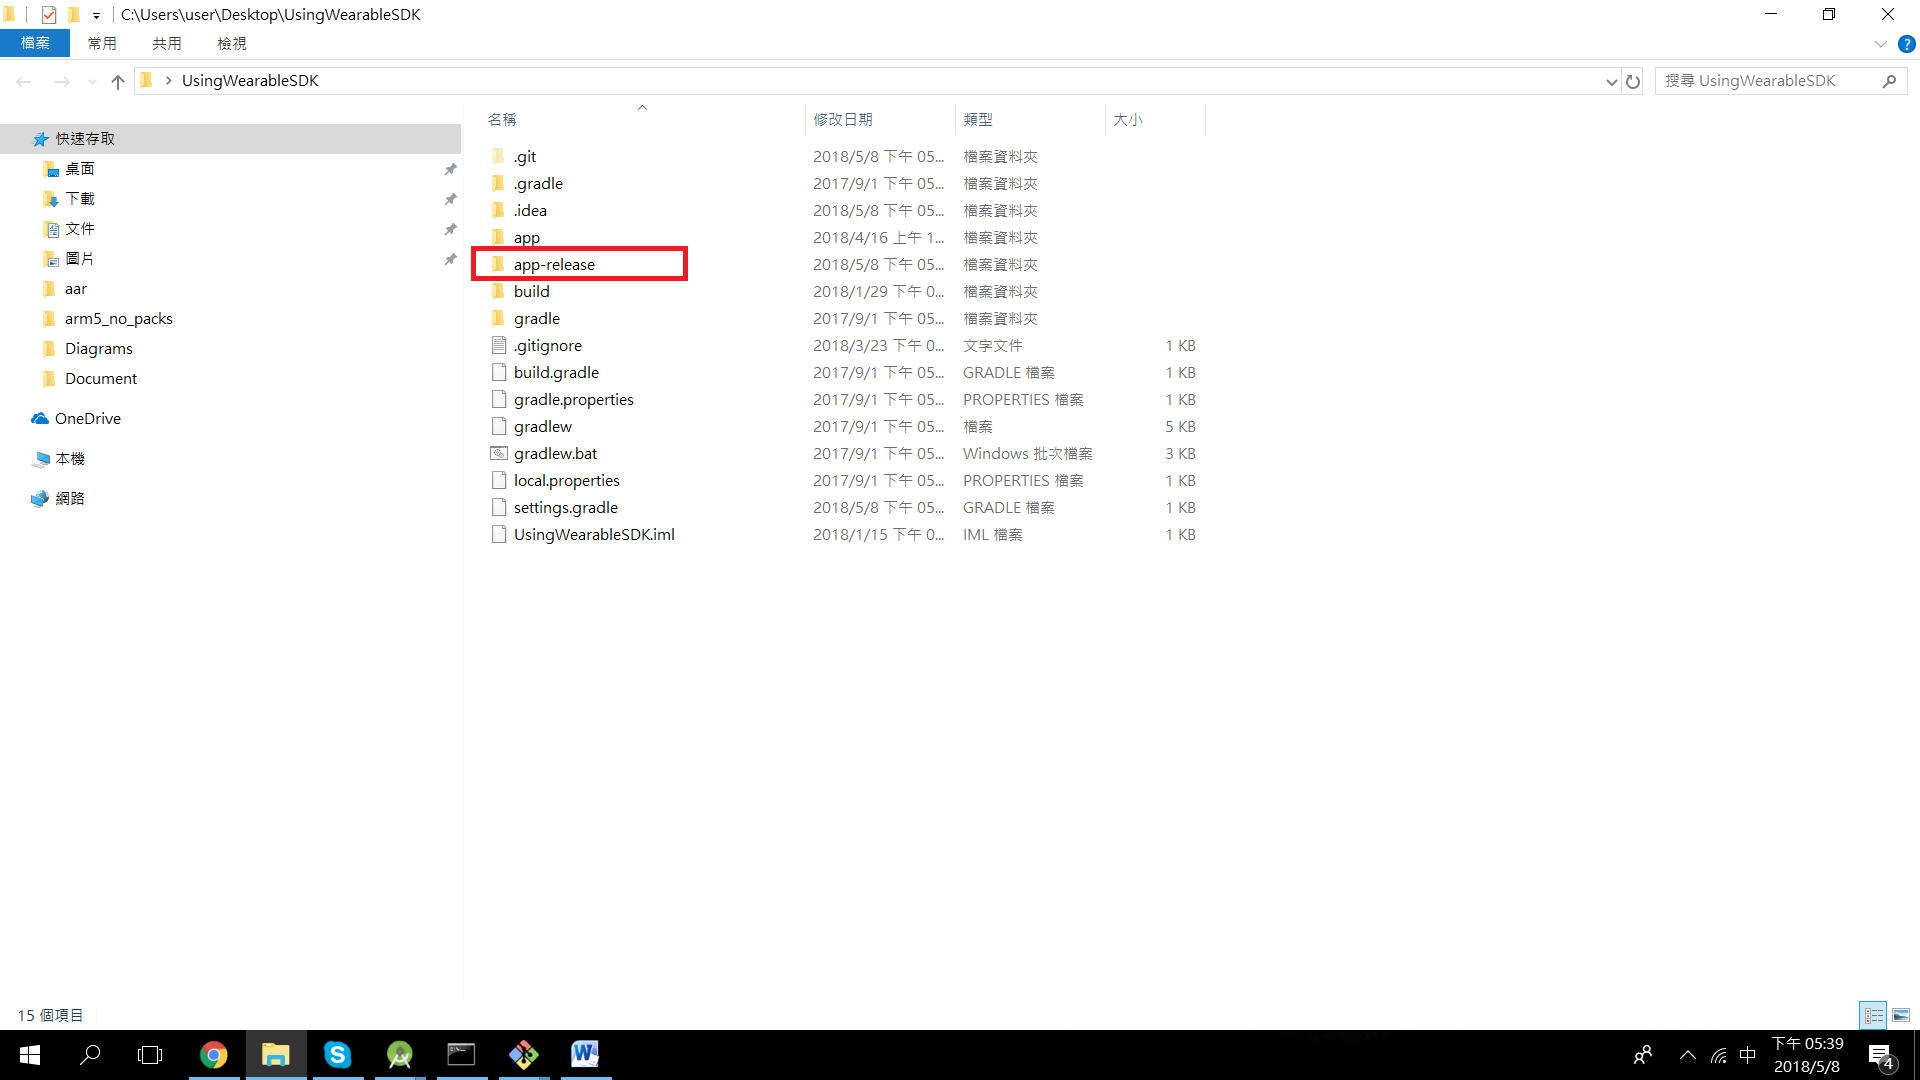 C:\Users\user\Desktop\UsingWearableSDK
檔案 常用 共用 檢視
UsingWearableSDK 搜尋 UsingWearableSDK
快速存取
桌面
下載
文件
圖片
aar
arm5_no_packs
Diagrams
Document
OneDrive
本機
網路
名稱 修改日期 類型 大小
.git 2018/5/8 下午 05... 檔案資料夾
.gradle 2017/9/1 下午 05... 檔案資料夾
.idea 2018/5/8 下午 05... 檔案資料夾
app 2018/4/16 上午 1... 檔案資料夾
app-release 2018/5/8 下午 05... 檔案資料夾
build 2018/1/29 下午 0... 檔案資料夾
gradle 2017/9/1 下午 05... 檔案資料夾
.gitignore 2018/3/23 下午 0... 文字文件 1 KB
build.gradle 2017/9/1 下午 05... GRADLE 檔案 1 KB
gradle.properties 2017/9/1 下午 05... PROPERTIES 檔案 1 KB
gradlew 2017/9/1 下午 05... 檔案 5 KB
gradlew.bat 2017/9/1 下午 05... Windows 批次檔案 3 KB
local.properties 2017/9/1 下午 05... PROPERTIES 檔案 1 KB
settings.gradle 2018/5/8 下午 05... GRADLE 檔案 1 KB
UsingWearableSDK.iml 2018/1/15 下午 0... IML 檔案 1 KB
15 個項目
中 下午 05:39
2018/5/8
4